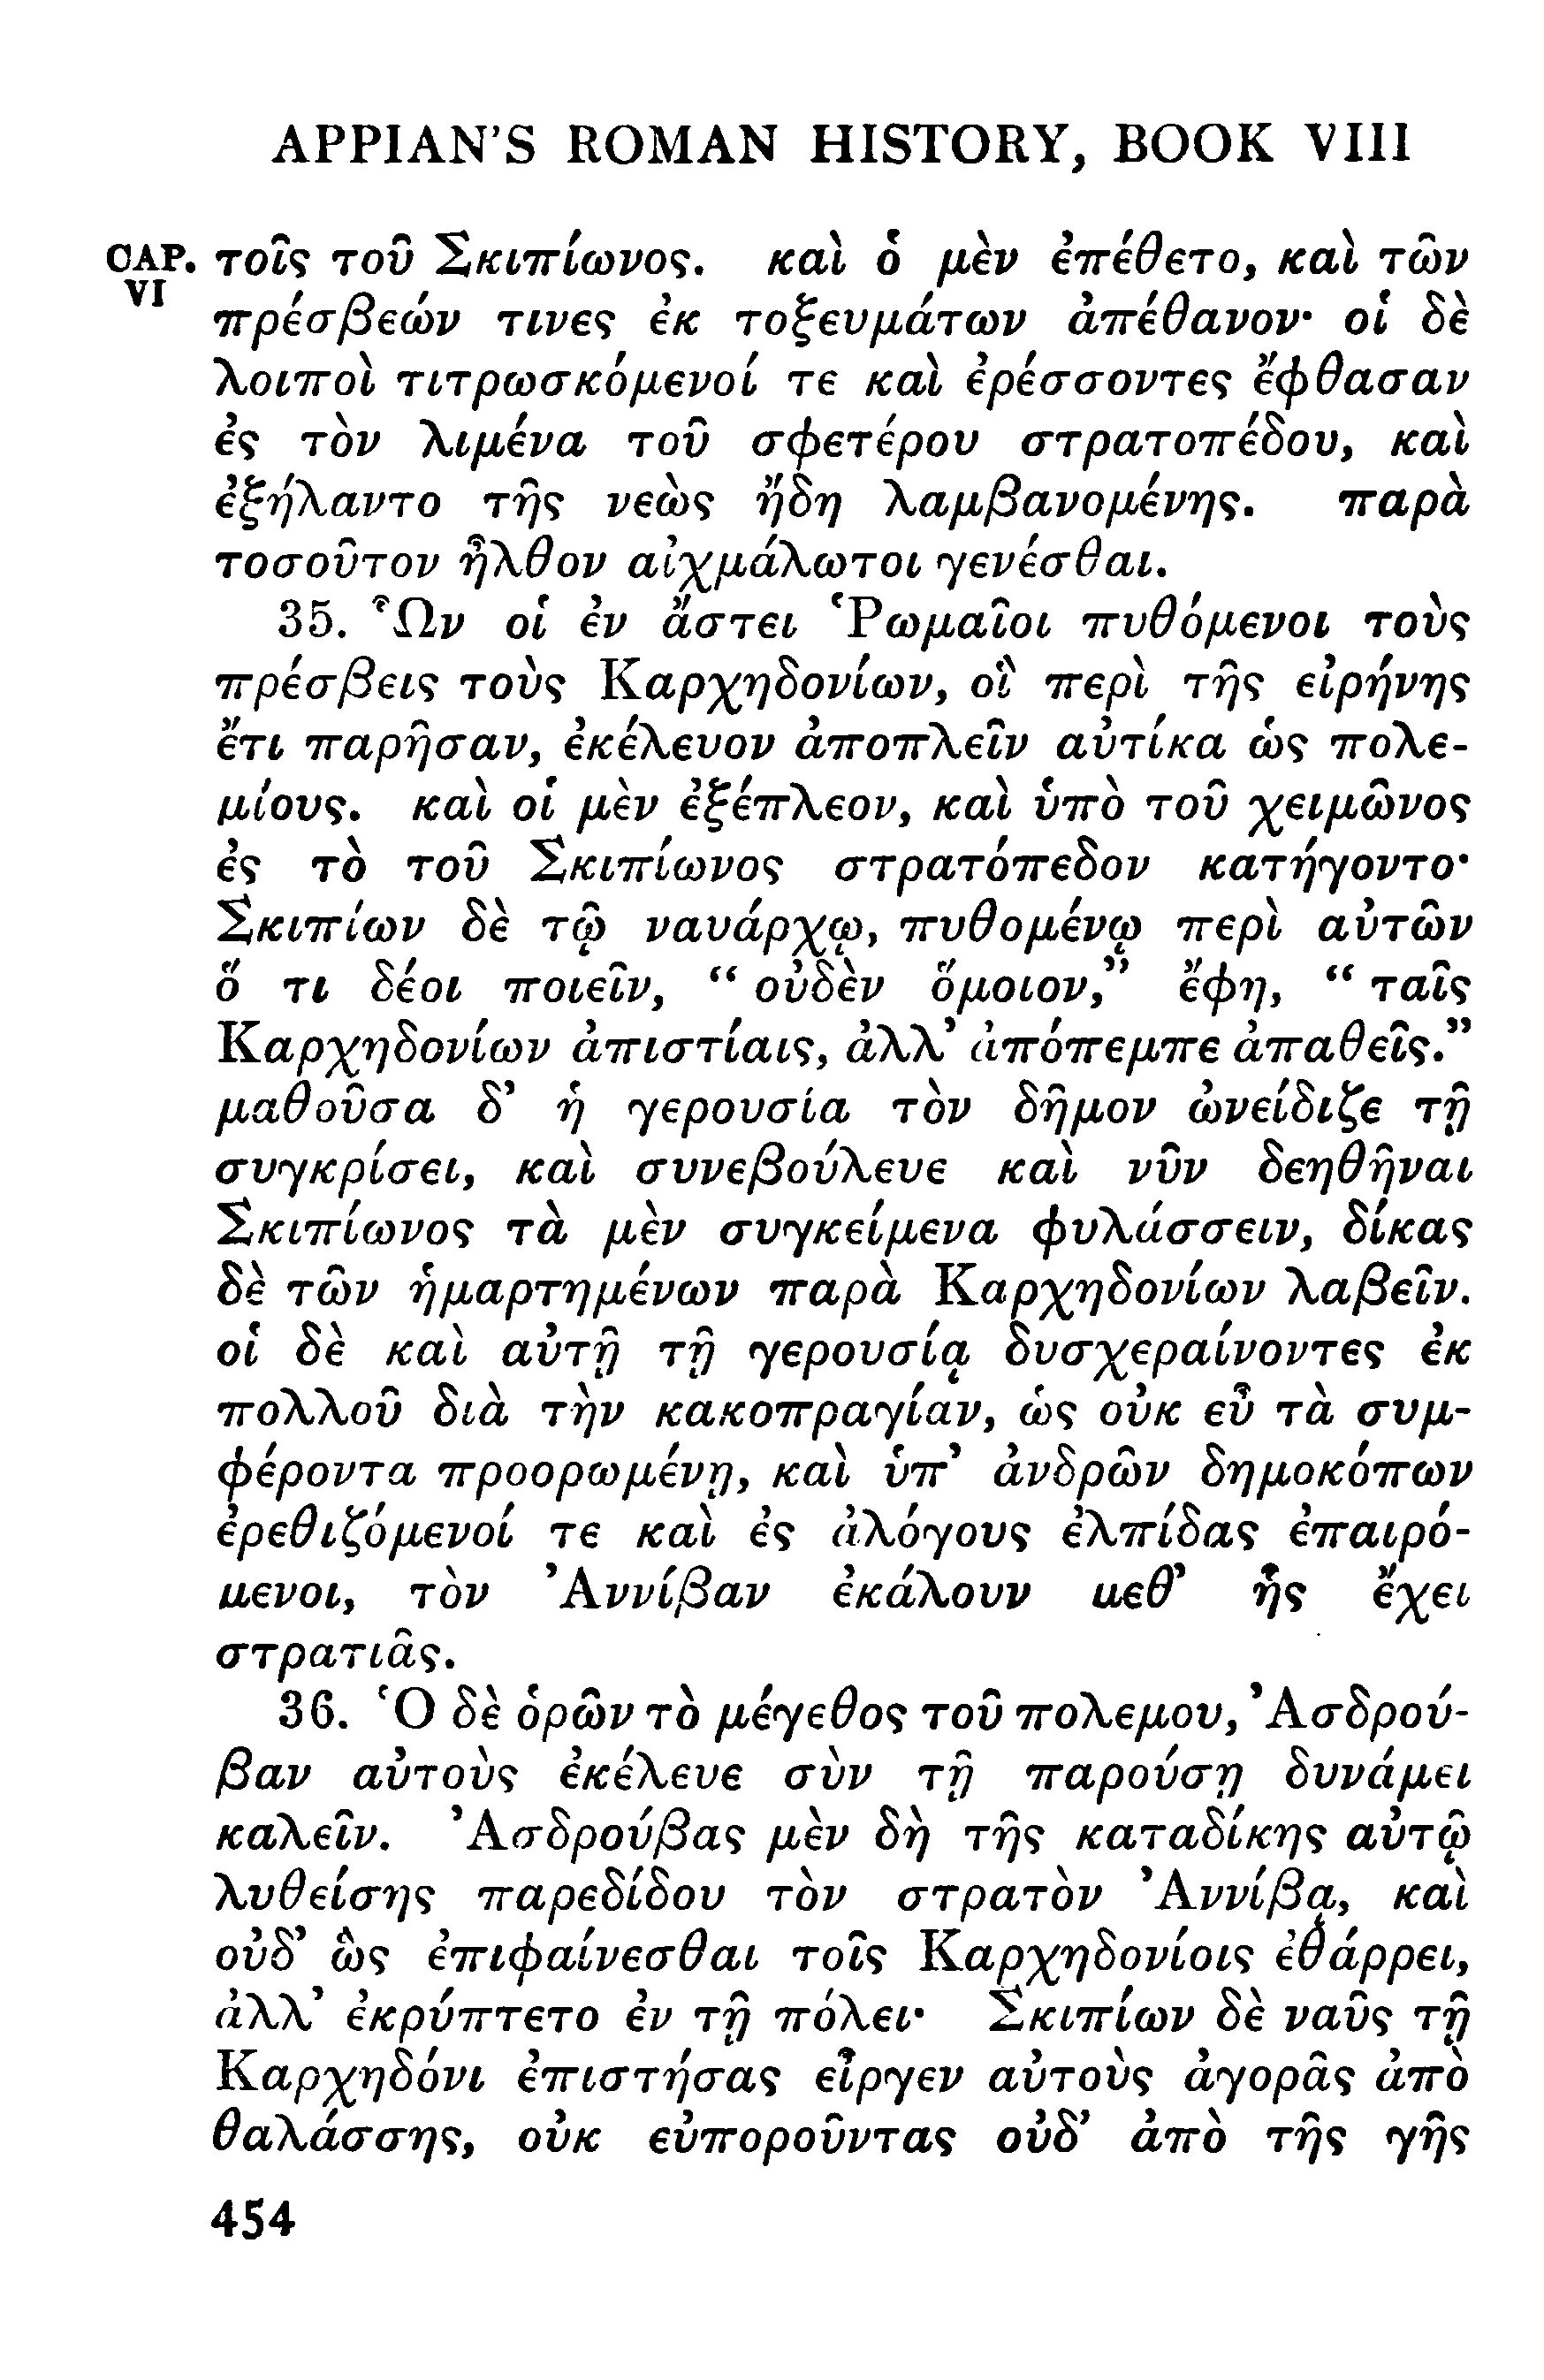 APPIAN'S ROMAN HISTORY, BOOK VIII
CAP. VI τοῖς τοῦ Σκιπίωνος. καὶ ὁ μὲν ἐπέθετο, καὶ τῶν
πρέσβεών τινες ἐκ τοξευμάτων ἀπέθανον· οἱ δὲ
λοιποὶ τιτρωσκόμενοί τε καὶ ἐρέσσοντες ἔφθασαν
ἐς τὸν λιμένα τοῦ σφετέρου στρατοπέδου, καὶ
ἐξήλαντο τῆς νεὼς ἤδη λαμβανομένης. παρὰ
τοσοῦτον ἦλθον αἰχμάλωτοι γενέσθαι.
35. Ὧν οἱ ἐν ἄστει Ῥωμαῖοι πυθόμενοι τοὺς
πρέσβεις τοὺς Καρχηδονίων, οἳ περὶ τῆς εἰρήνης
ἔτι παρῆσαν, ἐκέλευον ἀποπλεῖν αὐτίκα ὡς πολε-
μίους. καὶ οἱ μὲν ἐξέπλεον, καὶ ὑπὸ τοῦ χειμῶνος
ἐς τὸ τοῦ Σκιπίωνος στρατόπεδον κατήγοντο·
Σκιπίων δὲ τῷ ναυάρχῳ, πυθομένῳ περὶ αὐτῶν
ὅ τι δέοι ποιεῖν, “ οὐδὲν ὅμοιον,” ἔφη, “ ταῖς
Καρχηδονίων ἀπιστίαις, ἀλλ’ ἀπόπεμπε ἀπαθεῖς.”
μαθοῦσα δ’ ἡ γερουσία τὸν δῆμον ὠνείδιζε τῇ
συγκρίσει, καὶ συνεβούλευε καὶ νῦν δεηθῆναι
Σκιπίωνος τὰ μὲν συγκείμενα φυλάσσειν, δίκας
δὲ τῶν ἡμαρτημένων παρὰ Καρχηδονίων λαβεῖν.
οἱ δὲ καὶ αὐτῇ τῇ γερουσίᾳ δυσχεραίνοντες ἐκ
πολλοῦ διὰ τὴν κακοπραγίαν, ὡς οὐκ εὖ τὰ συμ-
φέροντα προορωμένῃ, καὶ ὑπ’ ἀνδρῶν δημοκόπων
ἐρεθιζόμενοί τε καὶ ἐς ἀλόγους ἐλπίδας ἐπαιρό-
μενοι, τὸν Ἀννίβαν ἐκάλουν μεθ’ ἧς ἔχει
στρατιᾶς.
36. Ὁ δὲ ὁρῶν τὸ μέγεθος τοῦ πολεμου, Ἀσδρού-
βαν αὐτοὺς ἐκέλευε σὺν τῇ παρούσῃ δυνάμει
καλεῖν. Ἀσδρούβας μὲν δὴ τῆς καταδίκης αὐτῷ
λυθείσης παρεδίδου τὸν στρατὸν Ἀννίβᾳ, καὶ
οὐδ’ ὣς ἐπιφαίνεσθαι τοῖς Καρχηδονίοις ἐθάρρει,
ἀλλ’ ἐκρύπτετο ἐν τῇ πόλει· Σκιπίων δὲ ναῦς τῇ
Καρχηδόνι ἐπιστήσας εἶργεν αὐτοὺς ἀγορᾶς ἀπὸ
θαλάσσης, οὐκ εὐποροῦντας οὐδ’ ἀπὸ τῆς γῆς
454